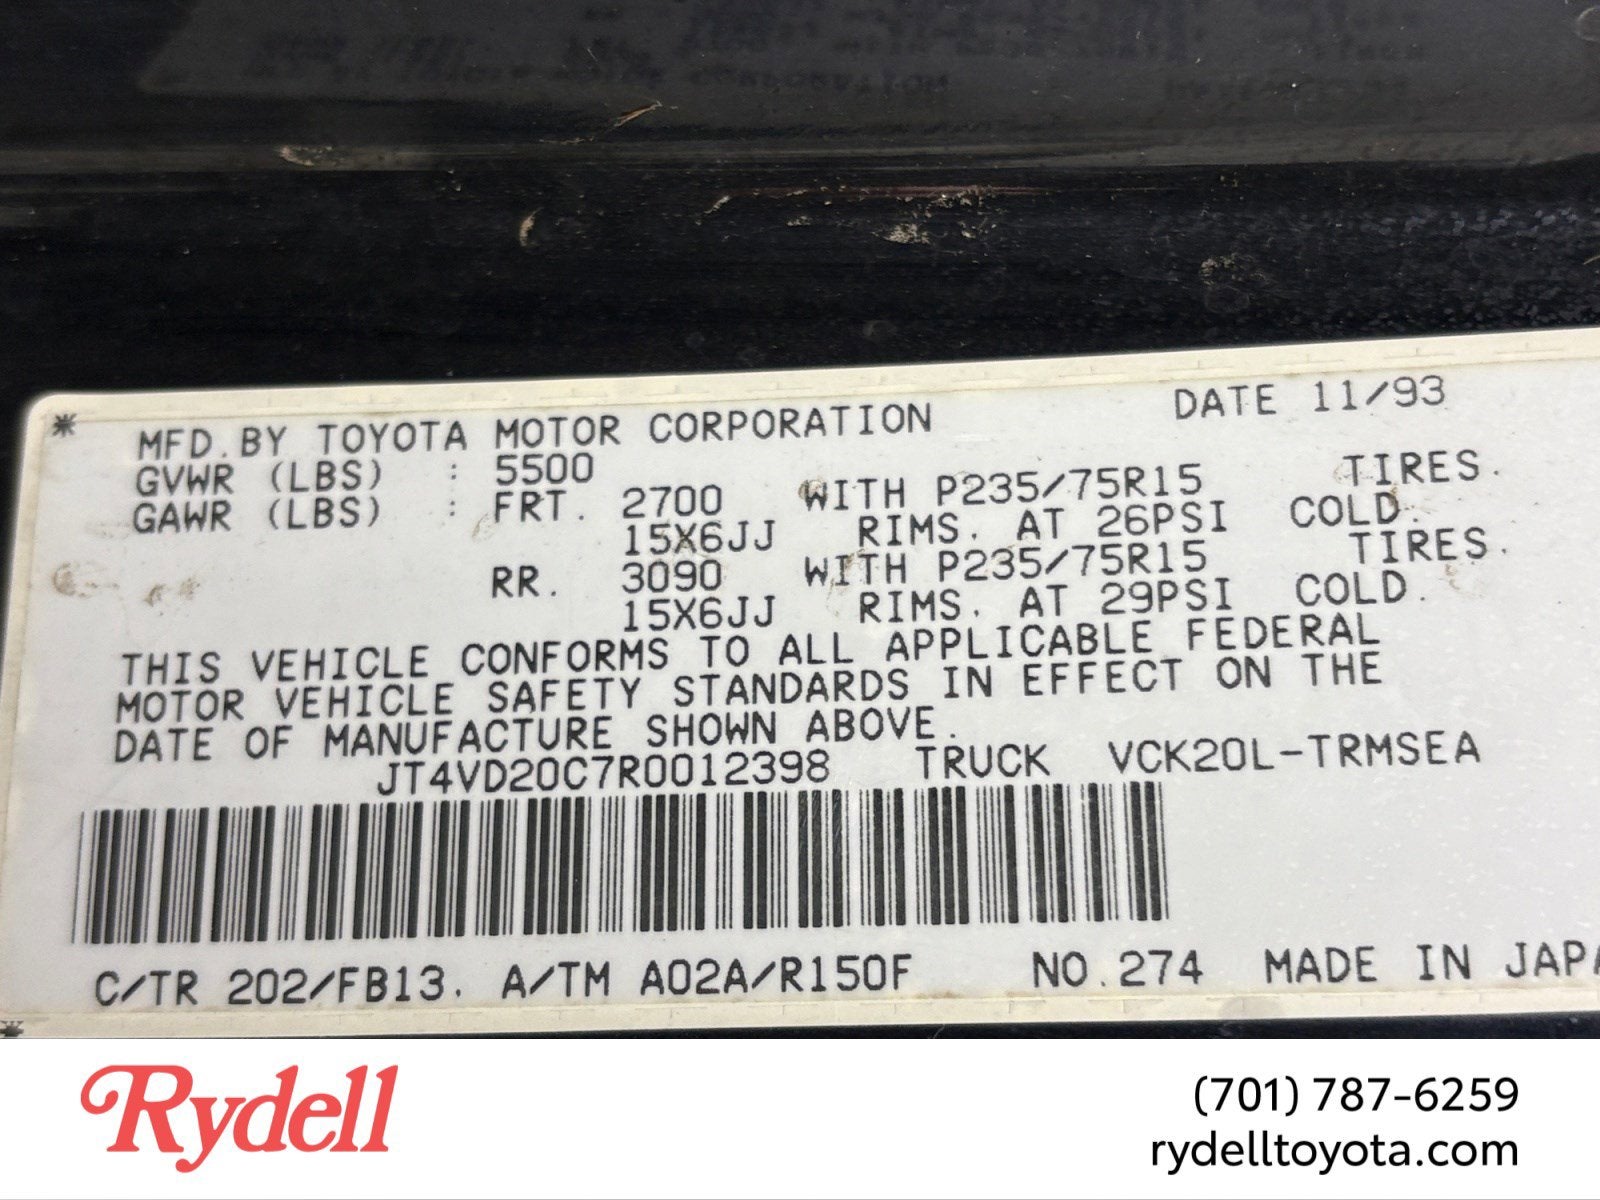 MFD.BY TOYOTA MOTOR CORPORATION DATE 11/93
GVWR (LBS) : 5500
GAWR (LBS) : FRT. 2700 WITH P235/75R15 TIRES.
15X6JJ RIMS. AT 26PSI COLD.
RR. 3090 WITH P235/75R15 TIRES.
15X6JJ RIMS. AT 29PSI COLD.
THIS VEHICLE CONFORMS TO ALL APPLICABLE FEDERAL
MOTOR VEHICLE SAFETY STANDARDS IN EFFECT ON THE
DATE OF MANUFACTURE SHOWN ABOVE.
JT4VD20C7R0012398 TRUCK VCK20L-TRMSEA
C/TR 202/FB13. A/TM A02A/R150F NO.274 MADE IN JAPA
Rydell
(701) 787-6259
rydelltoyota.com